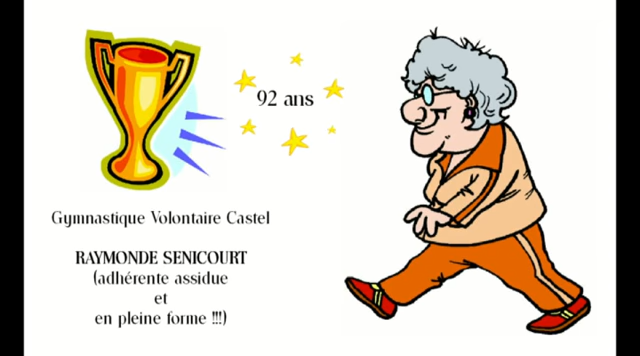 92 ans
Gymnastique Volontaire Castel
RAYMONDE SENICOURT
(adhérente assidue
et
en pleine forme !!!)